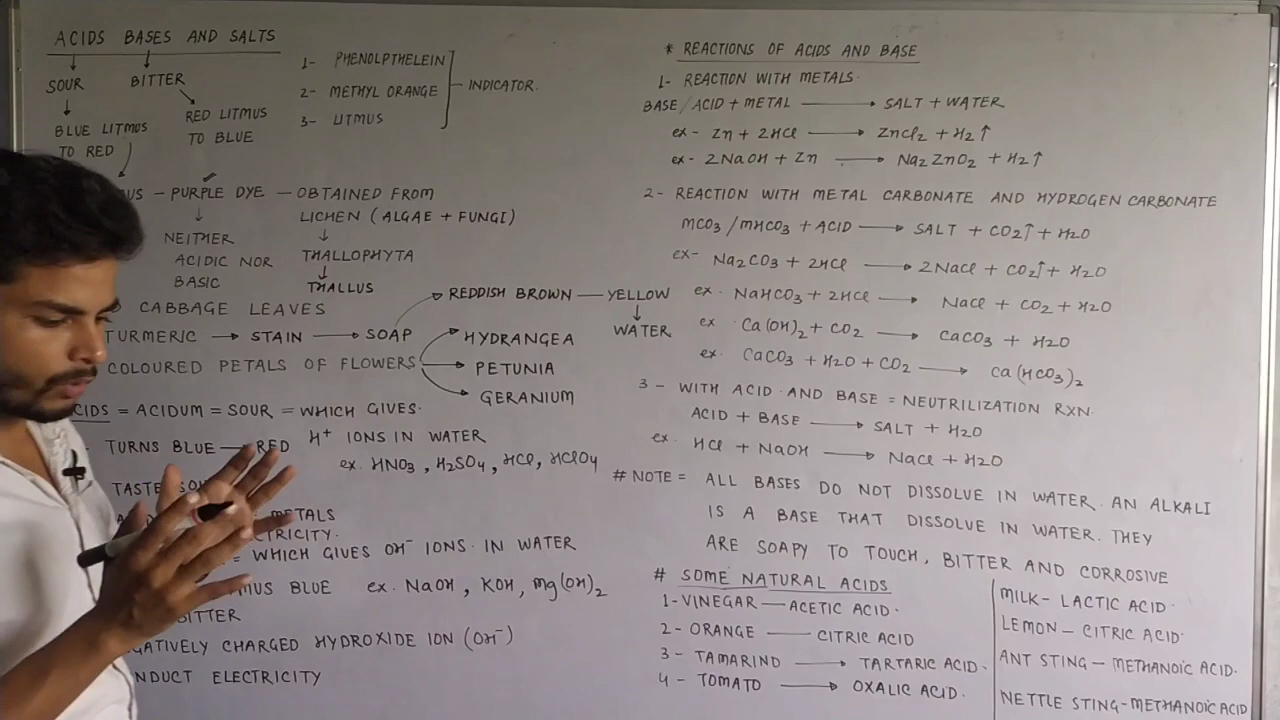 ACIDS BASES AND SALTS
SOUR
BITTER
BLUE LITMUS
TO RED
RED LITMUS
TO BLUE
1- PHENOLPTHELEIN
2- METHYL ORANGE
3- LITMUS
INDICATOR.
— PURPLE DYE — OBTAINED FROM
LICHEN (ALGAE + FUNGI)
↓
THALLOPHYTA
↓
THALLUS
NEITHER
ACIDIC NOR
BASIC
CABBAGE LEAVES
TURMERIC → STAIN → SOAP
REDDISH BROWN — YELLOW
↓
WATER
COLOURED PETALS OF FLOWERS
HYDRANGEA
PETUNIA
GERANIUM
= ACIDUM = SOUR = WHICH GIVES.
H⁺ IONS IN WATER
ex. HNO₃, H₂SO₄, HCl, HClO₄
TURNS BLUE → RED
TASTE
METALS
= WHICH GIVES OH⁻ IONS. IN WATER
BLUE ex. NaOH, KOH, Mg(OH)₂
BITTER
CHARGED HYDROXIDE ION (OH⁻)
ELECTRICITY
* REACTIONS OF ACIDS AND BASE
1- REACTION WITH METALS.
BASE/ACID + METAL → SALT + WATER
ex- Zn + 2HCl → ZnCl₂ + H₂↑
ex- 2NaOH + Zn → Na₂ZnO₂ + H₂↑
2- REACTION WITH METAL CARBONATE AND HYDROGEN CARBONATE
MCO₃/MHCO₃ + ACID → SALT + CO₂↑ + H₂O
ex- Na₂CO₃ + 2HCl → 2NaCl + CO₂↑ + H₂O
ex. NaHCO₃ + 2HCl → NaCl + CO₂ + H₂O
ex. Ca(OH)₂ + CO₂ → CaCO₃ + H₂O
ex. CaCO₃ + H₂O + CO₂ → Ca(HCO₃)₂
3- WITH ACID AND BASE = NEUTRILIZATION RXN.
ACID + BASE → SALT + H₂O
ex. HCl + NaOH → NaCl + H₂O
# NOTE = ALL BASES DO NOT DISSOLVE IN WATER. AN ALKALI
IS A BASE THAT DISSOLVE IN WATER. THEY
ARE SOAPY TO TOUCH, BITTER AND CORROSIVE
# SOME NATURAL ACIDS
1- VINEGAR — ACETIC ACID.
2- ORANGE — CITRIC ACID
3- TAMARIND → TARTARIC ACID.
4- TOMATO → OXALIC ACID.
MILK- LACTIC ACID.
LEMON- CITRIC ACID.
ANT STING- METHANOIC ACID.
NETTLE STING- METHANOIC ACID